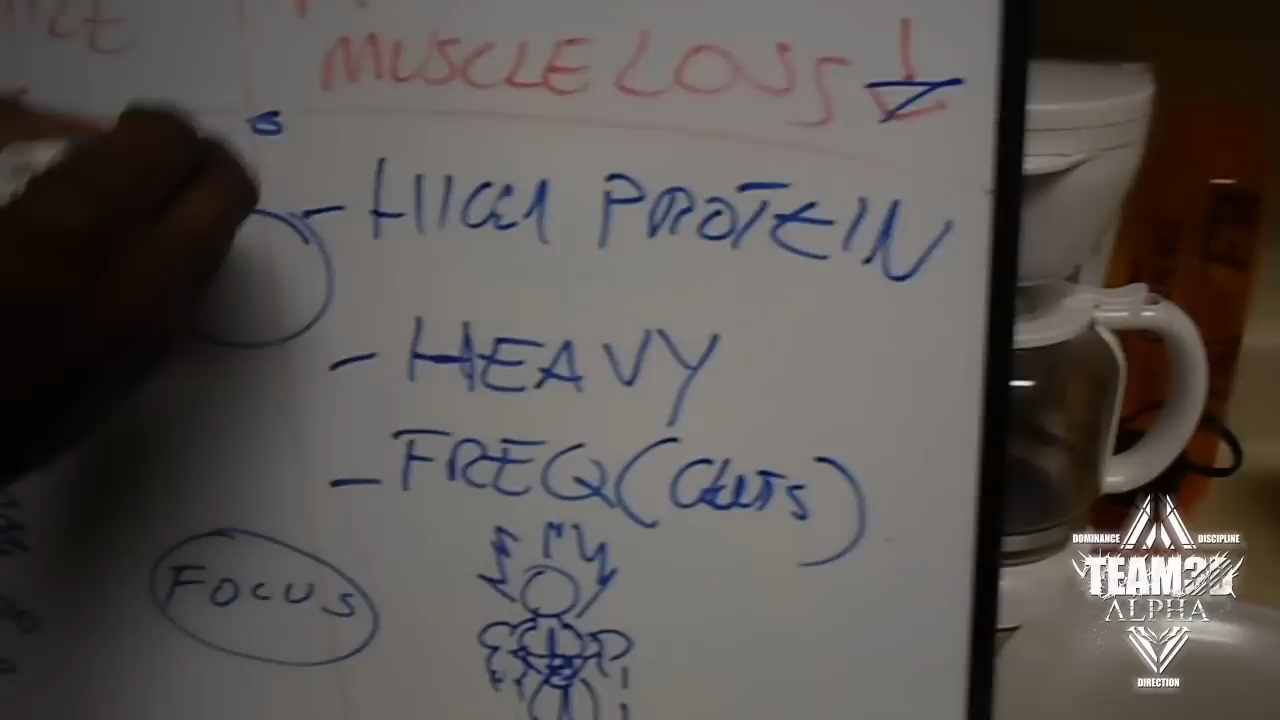 MUSCLE LOSS
- HIGH PROTEIN
- HEAVY
- FREQ (CUTS)
FOCUS
DOMINANCE DISCIPLINE
TEAM3D
ALPHA
DIRECTION